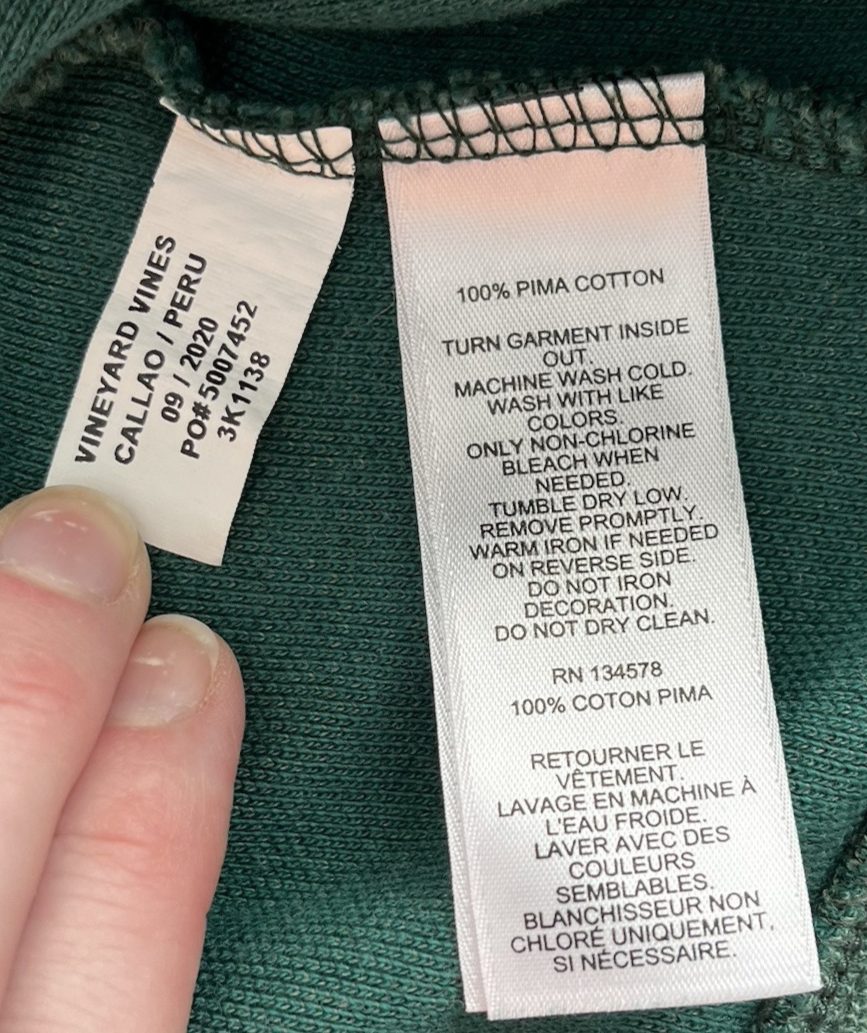 VINEYARD VINES
CALLAO / PERU
09 / 2020
PO#5007452
3K1138
100% PIMA COTTON
TURN GARMENT INSIDE
OUT.
MACHINE WASH COLD.
WASH WITH LIKE
COLORS.
ONLY NON-CHLORINE
BLEACH WHEN
NEEDED.
TUMBLE DRY LOW.
REMOVE PROMPTLY.
WARM IRON IF NEEDED
ON REVERSE SIDE.
DO NOT IRON
DECORATION.
DO NOT DRY CLEAN.
RN 134578
100% COTON PIMA
RETOURNER LE
VÊTEMENT.
LAVAGE EN MACHINE À
L'EAU FROIDE.
LAVER AVEC DES
COULEURS
SEMBLABLES.
BLANCHISSEUR NON
CHLORÉ UNIQUEMENT,
SI NÉCESSAIRE.